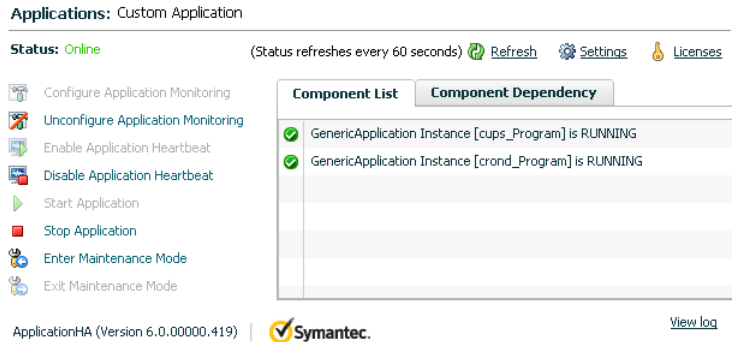 Applications: Custom Application
Status: Online
(Status refreshes every 60 seconds) Refresh Settings Licenses
Configure Application Monitoring
Unconfigure Application Monitoring
Enable Application Heartbeat
Disable Application Heartbeat
Start Application
Stop Application
Enter Maintenance Mode
Exit Maintenance Mode
Component List Component Dependency
GenericApplication Instance [cups_Program] is RUNNING
GenericApplication Instance [crond_Program] is RUNNING
ApplicationHA (Version 6.0.00000.419)
Symantec.
View log